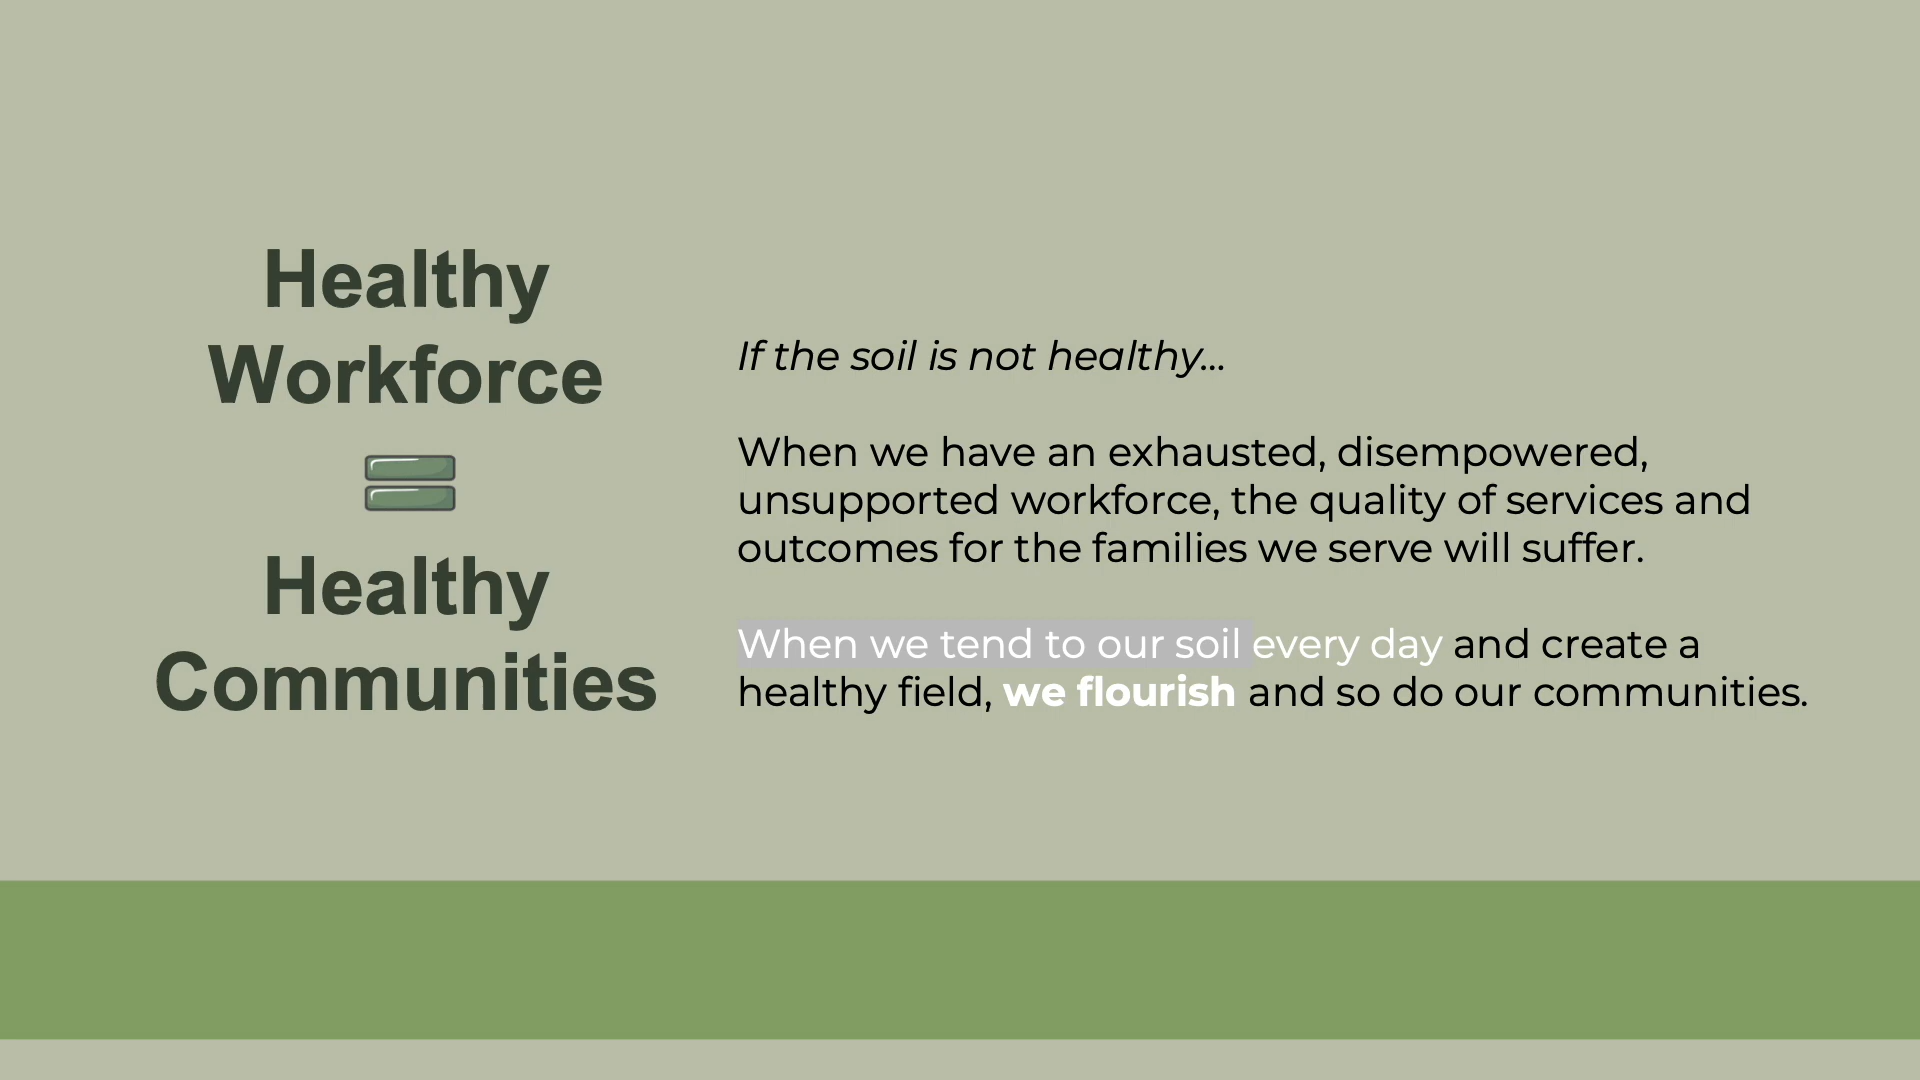 Healthy
Workforce
=
Healthy
Communities
If the soil is not healthy...
When we have an exhausted, disempowered,
unsupported workforce, the quality of services and
outcomes for the families we serve will suffer.
When we tend to our soil every day and create a
healthy field, we flourish and so do our communities.